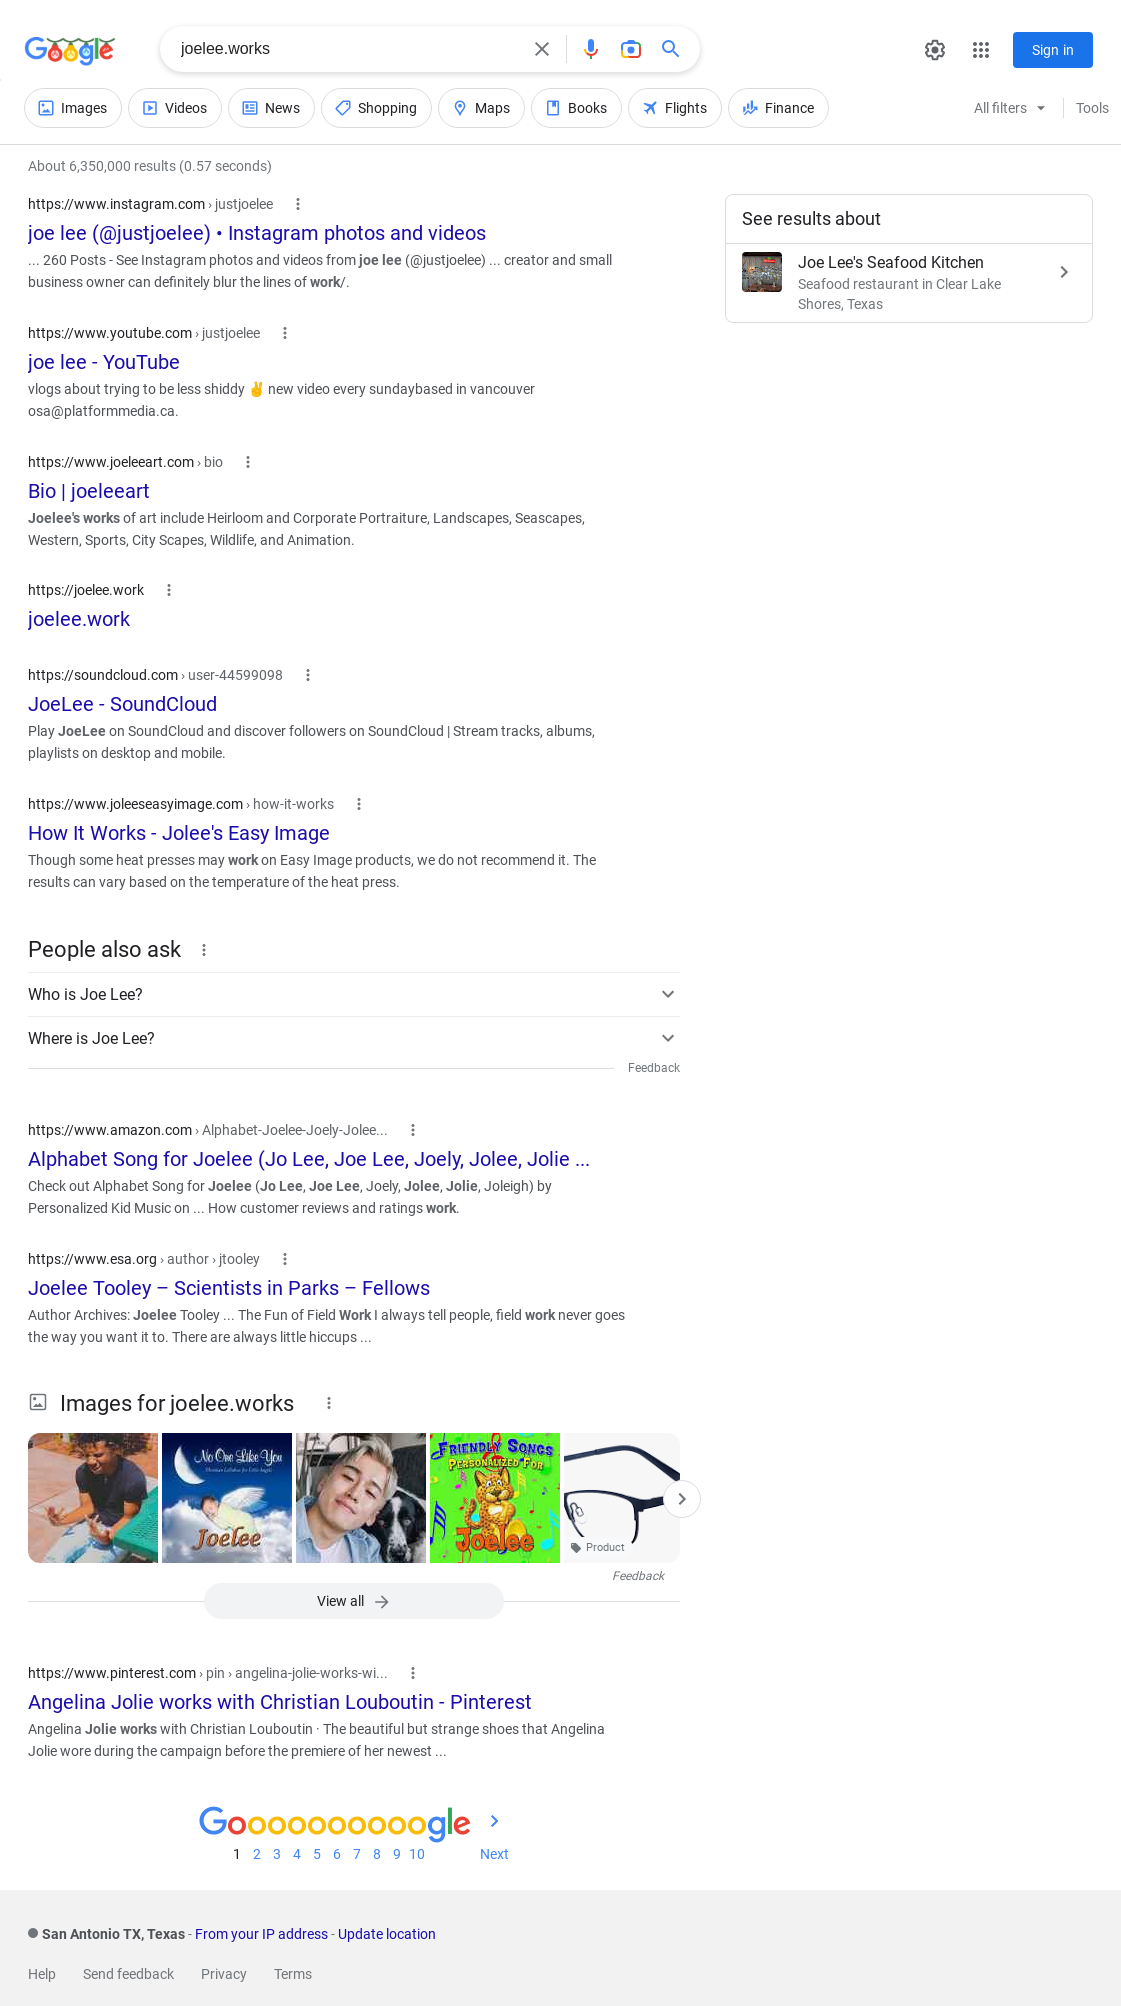 Google
joelee.works
Sign in
Images
Videos
News
Shopping
Maps
Books
Flights
Finance
All filters
Tools
About 6,350,000 results (0.57 seconds)
https://www.instagram.com › justjoelee
joe lee (@justjoelee) • Instagram photos and videos
... 260 Posts - See Instagram photos and videos from joe lee (@justjoelee) ... creator and small
business owner can definitely blur the lines of work/.
See results about
Joe Lee's Seafood Kitchen
Seafood restaurant in Clear Lake
Shores, Texas
https://www.youtube.com › justjoelee
joe lee - YouTube
vlogs about trying to be less shiddy ✌ new video every sundaybased in vancouver
osa@platformmedia.ca.
https://www.joeleeart.com › bio
Bio | joeleeart
Joelee's works of art include Heirloom and Corporate Portraiture, Landscapes, Seascapes,
Western, Sports, City Scapes, Wildlife, and Animation.
https://joelee.work
joelee.work
https://soundcloud.com › user-44599098
JoeLee - SoundCloud
Play JoeLee on SoundCloud and discover followers on SoundCloud | Stream tracks, albums,
playlists on desktop and mobile.
https://www.joleeseasyimage.com › how-it-works
How It Works - Jolee's Easy Image
Though some heat presses may work on Easy Image products, we do not recommend it. The
results can vary based on the temperature of the heat press.
People also ask
Who is Joe Lee?
Where is Joe Lee?
Feedback
https://www.amazon.com › Alphabet-Joelee-Joely-Jolee...
Alphabet Song for Joelee (Jo Lee, Joe Lee, Joely, Jolee, Jolie ...
Check out Alphabet Song for Joelee (Jo Lee, Joe Lee, Joely, Jolee, Jolie, Joleigh) by
Personalized Kid Music on ... How customer reviews and ratings work.
https://www.esa.org › author › jtooley
Joelee Tooley – Scientists in Parks – Fellows
Author Archives: Joelee Tooley ... The Fun of Field Work I always tell people, field work never goes
the way you want it to. There are always little hiccups ...
Images for joelee.works
No One Like You
Joelee
FRIENDLY SONGS
PERSONALIZED FOR
Joelee
Product
Feedback
View all
https://www.pinterest.com › pin › angelina-jolie-works-wi...
Angelina Jolie works with Christian Louboutin - Pinterest
Angelina Jolie works with Christian Louboutin · The beautiful but strange shoes that Angelina
Jolie wore during the campaign before the premiere of her newest ...
Goooooooooogle
1 2 3 4 5 6 7 8 9 10 Next
San Antonio TX, Texas - From your IP address - Update location
Help
Send feedback
Privacy
Terms